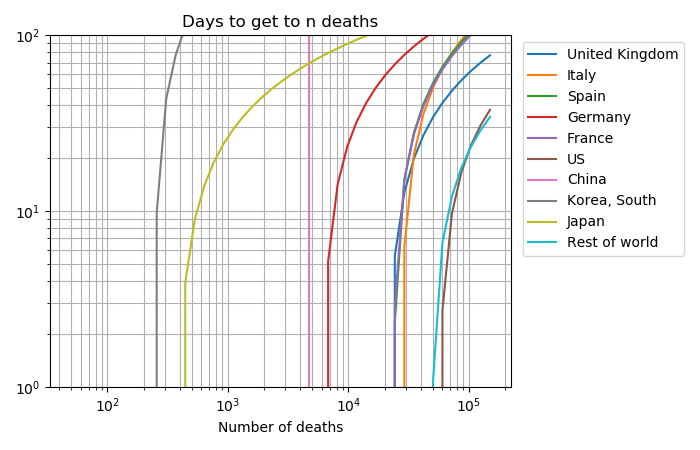 Days to get to n deaths
10²
10¹
10⁰
10²
10³
10⁴
10⁵
Number of deaths
United Kingdom
Italy
Spain
Germany
France
US
China
Korea, South
Japan
Rest of world